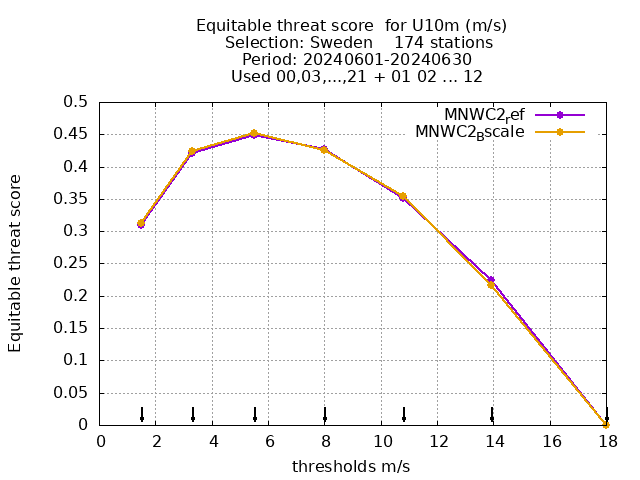 Equitable threat score  for U10m (m/s)
Selection: Sweden    174 stations
Period: 20240601-20240630
Used 00,03,...,21 + 01 02 ... 12
MNWC2_ref
MNWC2_Bscale
Equitable threat score
0.5
0.45
0.4
0.35
0.3
0.25
0.2
0.15
0.1
0.05
0
0 2 4 6 8 10 12 14 16 18
thresholds m/s